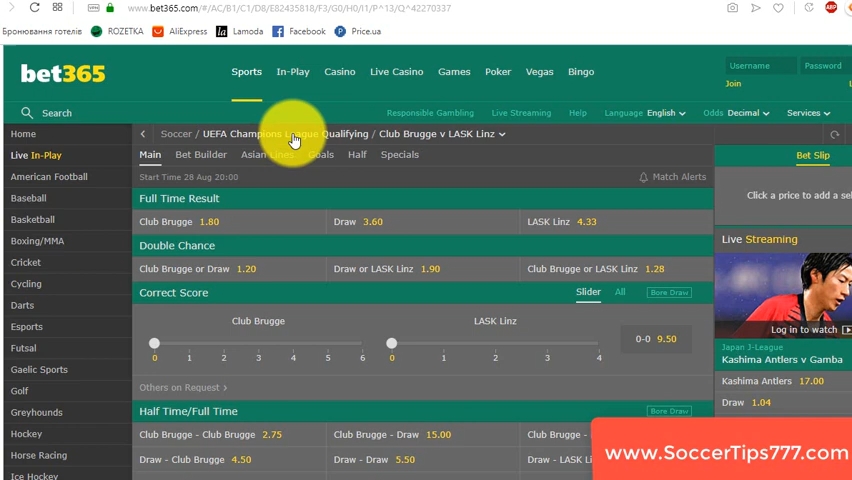 www.bet365.com/#/AC/B1/C1/D8/E82435818/F3/G0/H0/I1/P^13/Q^42270337
VPN
ABP
Бронювання готелів ROZETKA AliExpress Lamoda Facebook Price.ua
bet365
Sports In-Play Casino Live Casino Games Poker Vegas Bingo
Username Password
Join
Search
Responsible Gambling Live Streaming Help Language English Odds Decimal Services
Home
Live In-Play
American Football
Baseball
Basketball
Boxing/MMA
Cricket
Cycling
Darts
Esports
Futsal
Gaelic Sports
Golf
Greyhounds
Hockey
Horse Racing
Ice Hockey
Soccer / UEFA Champions League Qualifying / Club Brugge v LASK Linz
Main Bet Builder Asian Lines Goals Half Specials
Start Time 28 Aug 20:00 Match Alerts
Full Time Result
Club Brugge 1.80 Draw 3.60 LASK Linz 4.33
Double Chance
Club Brugge or Draw 1.20 Draw or LASK Linz 1.90 Club Brugge or LASK Linz 1.28
Correct Score Slider All Bore Draw
Club Brugge LASK Linz
0-0 9.50
0 1 2 3 4 5 6 0 1 2 3 4
Others on Request
Half Time/Full Time Bore Draw
Club Brugge - Club Brugge 2.75 Club Brugge - Draw 15.00 Club Brugge -
Draw - Club Brugge 4.50 Draw - Draw 5.50 Draw - LASK
Bet Slip
Click a price to add a sel
Live Streaming
Log in to watch
Japan J-League
Kashima Antlers v Gamba
Kashima Antlers 17.00
Draw 1.04
www.SoccerTips777.com